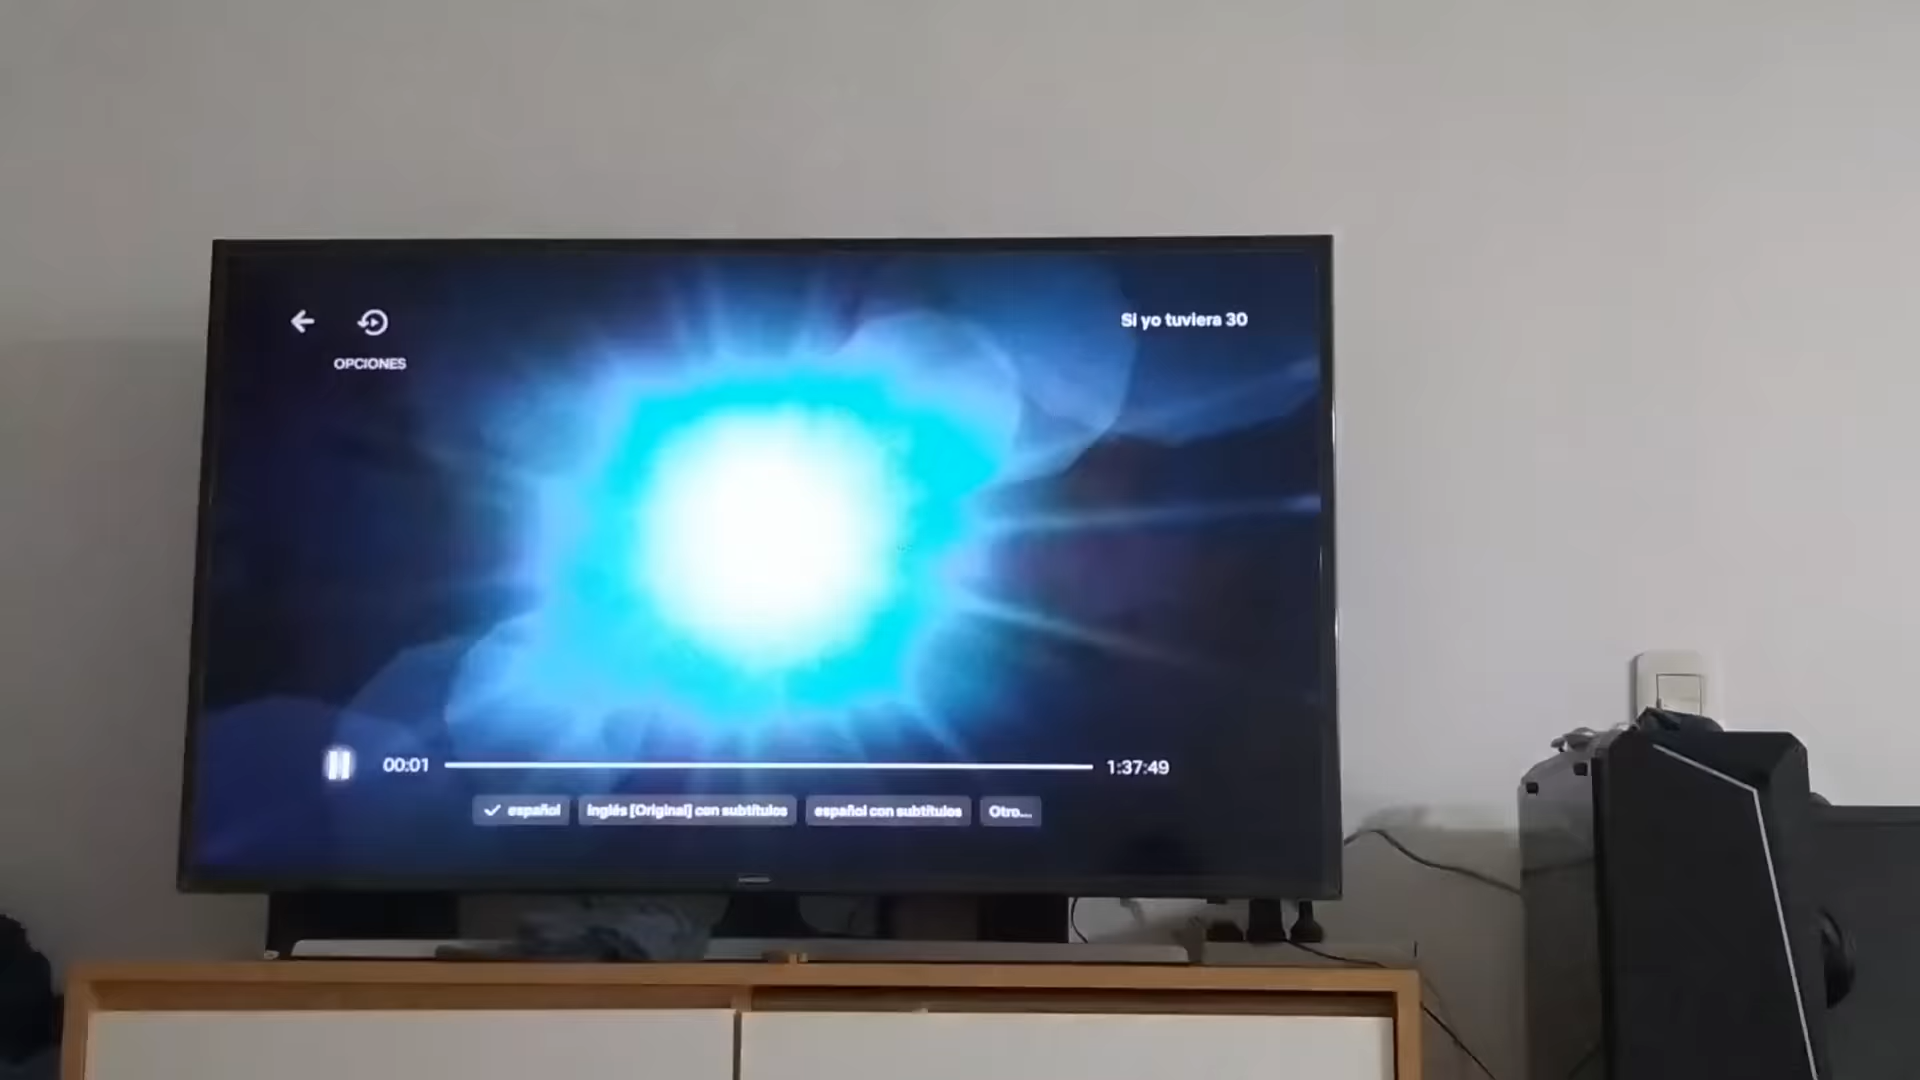 Si yo tuviera 30
OPCIONES
00:01
1:37:49
español
Inglés [Original] con subtítulos
español con subtítulos
Otro...